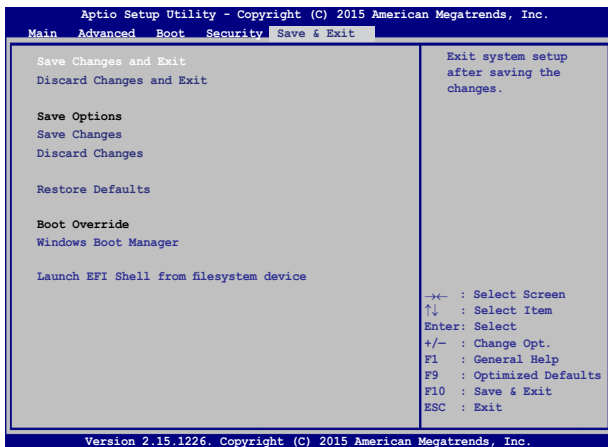 Aptio Setup Utility - Copyright (C) 2015 American Megatrends, Inc.
Main Advanced Boot Security Save & Exit
Save Changes and Exit
Discard Changes and Exit
Save Options
Save Changes
Discard Changes
Restore Defaults
Boot Override
Windows Boot Manager
Launch EFI Shell from filesystem device
Exit system setup
after saving the
changes.
→← : Select Screen
↑↓ : Select Item
Enter: Select
+/— : Change Opt.
F1 : General Help
F9 : Optimized Defaults
F10 : Save & Exit
ESC : Exit
Version 2.15.1226. Copyright (C) 2015 American Megatrends, Inc.